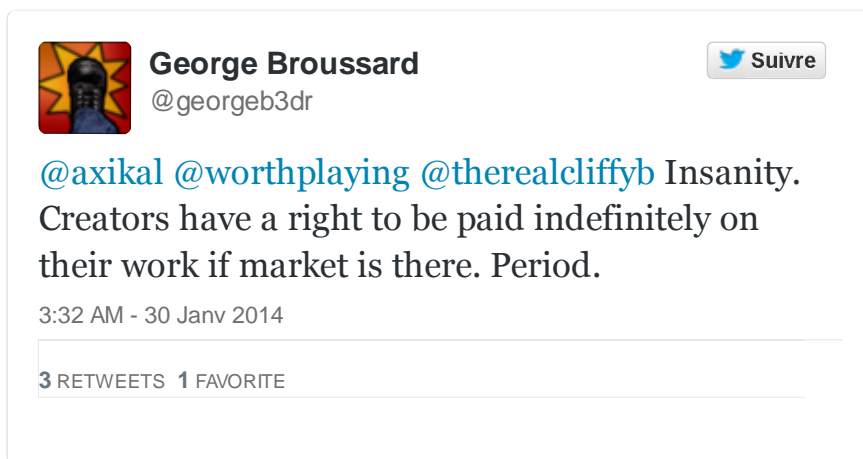 George Broussard
Suivre
@georgeb3dr
@axikal @worthplaying @therealcliffyb Insanity.
Creators have a right to be paid indefinitely on
their work if market is there. Period.
3:32 AM - 30 Janv 2014
3 RETWEETS 1 FAVORITE